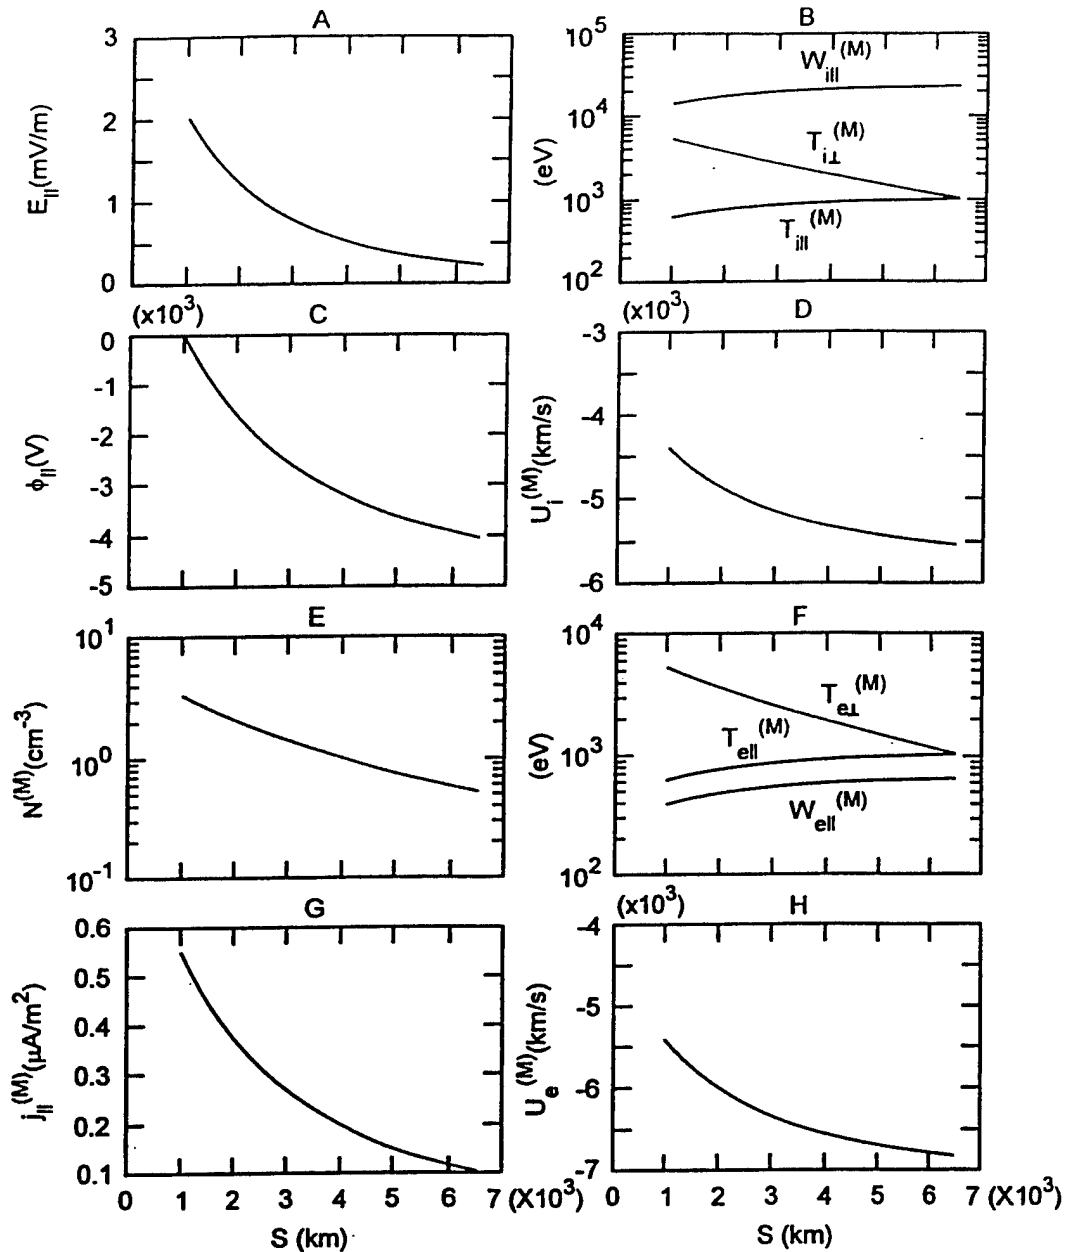 A
3
2
1
0
E||(mV/m)
B
10^5
10^4
10^3
10^2
(eV)
W_i||^(M)
T_i⊥^(M)
T_i||^(M)
(x10^3)
C
0
-1
-2
-3
-4
-5
ϕ||(V)
(x10^3)
D
-3
-4
-5
-6
U_i^(M)(km/s)
E
10^1
10^0
10^-1
N^(M)(cm^-3)
F
10^4
10^3
10^2
(eV)
T_e⊥^(M)
T_e||^(M)
W_e||^(M)
G
0.6
0.5
0.4
0.3
0.2
0.1
j||^(M)(μA/m^2)
0 1 2 3 4 5 6 7 (X10^3)
S (km)
(x10^3)
H
-4
-5
-6
-7
U_e^(M)(km/s)
0 1 2 3 4 5 6 7 (X10^3)
S (km)